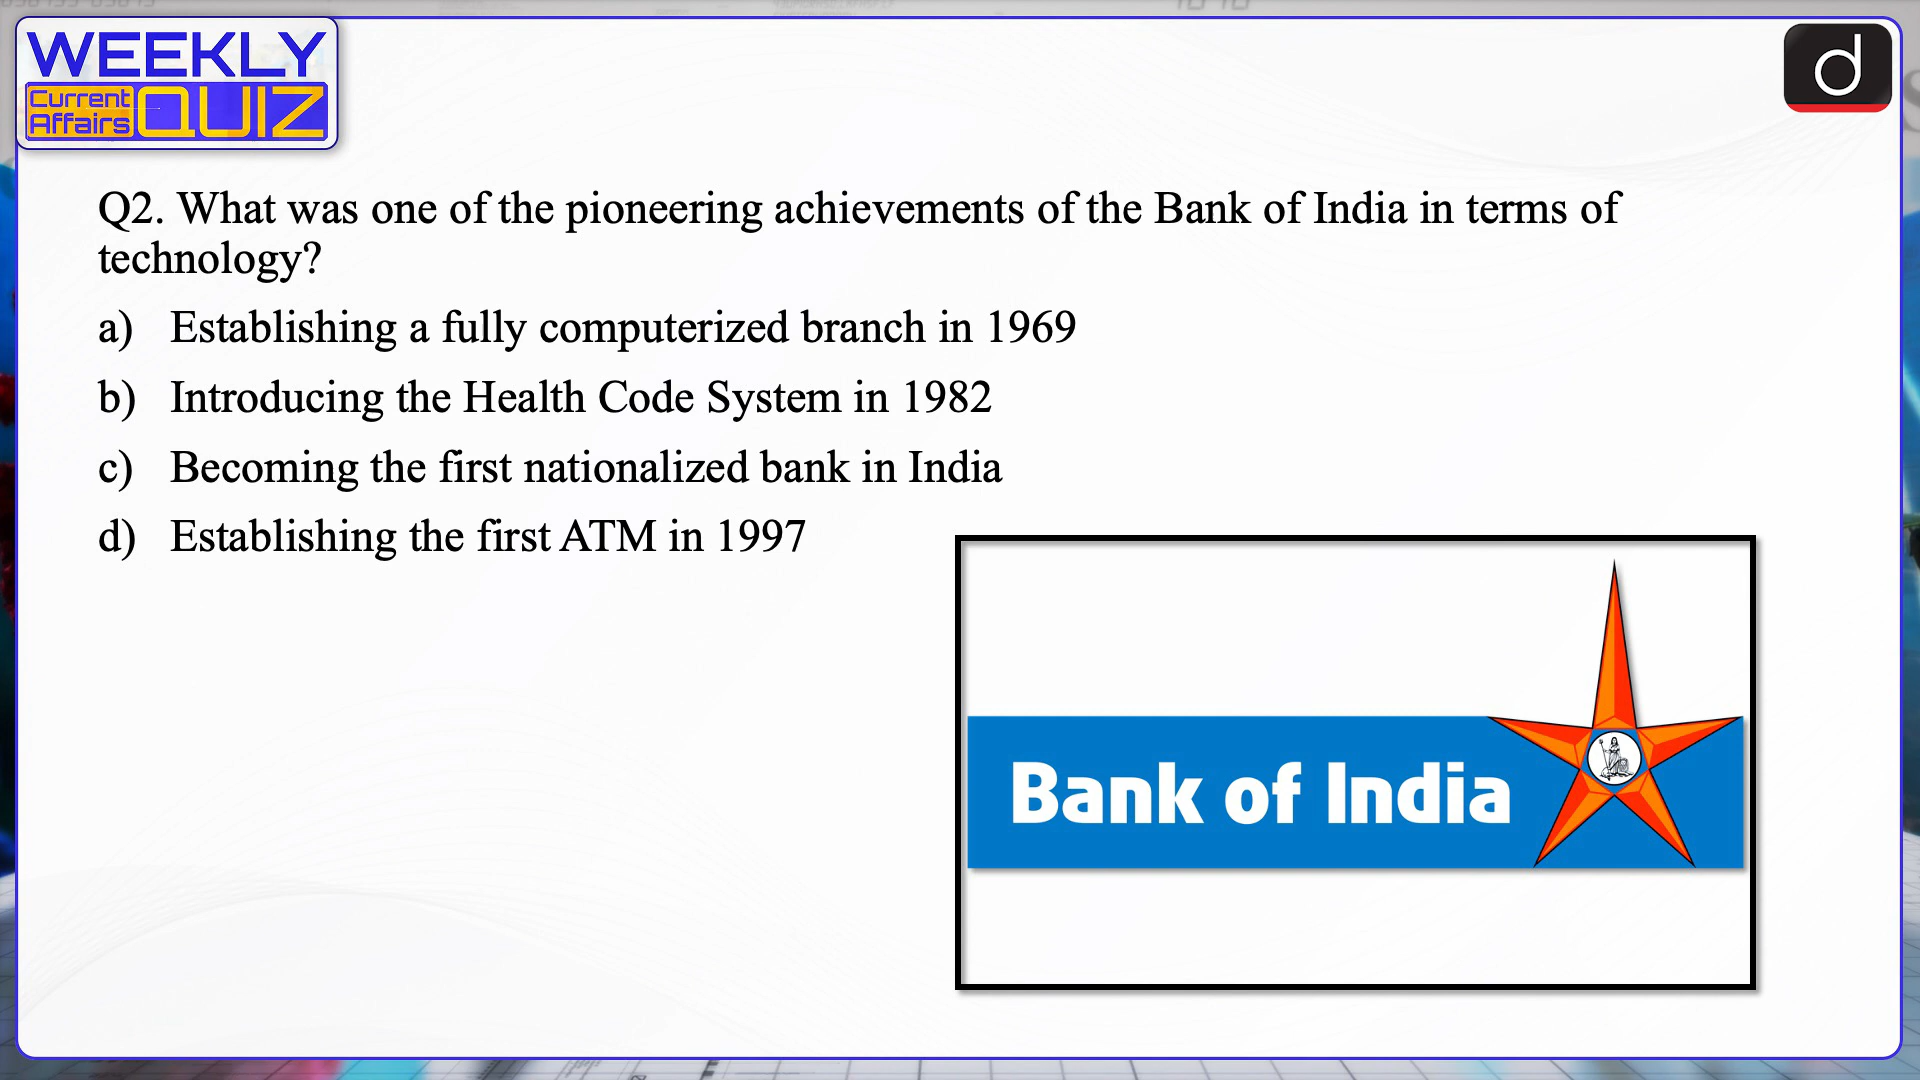 WEEKLY
Current
Affairs
QUIZ
d
Q2. What was one of the pioneering achievements of the Bank of India in terms of
technology?
a) Establishing a fully computerized branch in 1969
b) Introducing the Health Code System in 1982
c) Becoming the first nationalized bank in India
d) Establishing the first ATM in 1997
Bank of India